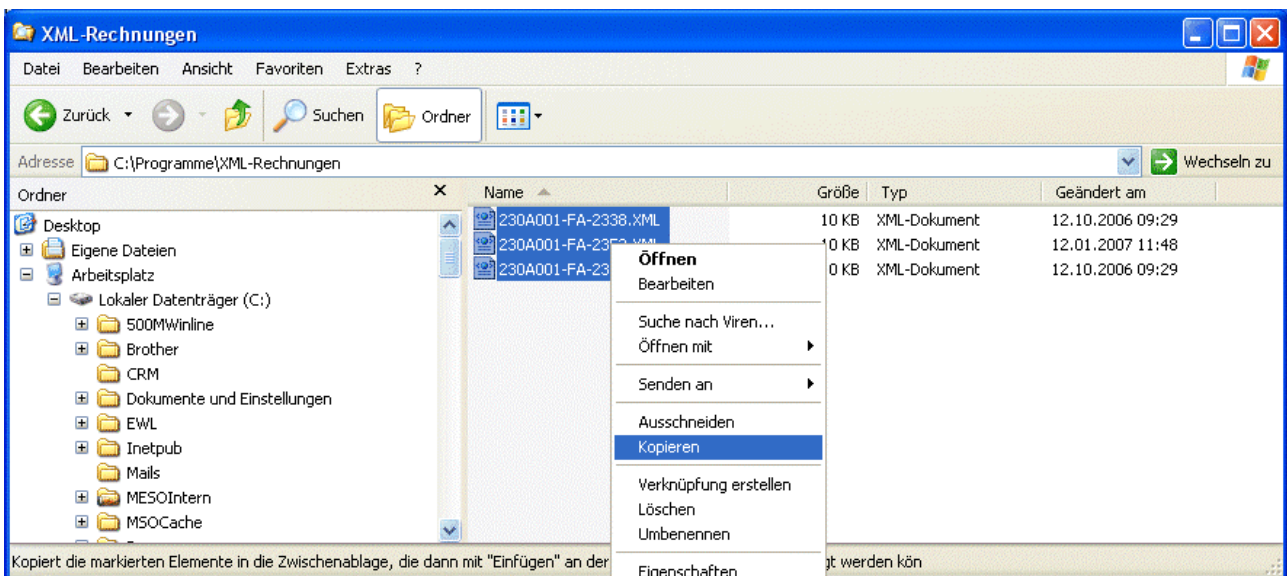 XML-Rechnungen
Datei Bearbeiten Ansicht Favoriten Extras ?
Zurück Suchen Ordner
Adresse C:\Programme\XML-Rechnungen Wechseln zu
Ordner x Name Größe Typ Geändert am
Desktop
Eigene Dateien
Arbeitsplatz
Lokaler Datenträger (C:)
500MWinline
Brother
CRM
Dokumente und Einstellungen
EWL
Inetpub
Mails
MESOIntern
MSOCache
230A001-FA-2338.XML 10 KB XML-Dokument 12.10.2006 09:29
10 KB XML-Dokument 12.01.2007 11:48
230A001-FA-23 0 KB XML-Dokument 12.10.2006 09:29
Öffnen
Bearbeiten
Suche nach Viren...
Öffnen mit
Senden an
Ausschneiden
Kopieren
Verknüpfung erstellen
Löschen
Umbenennen
Eigenschaften
Kopiert die markierten Elemente in die Zwischenablage, die dann mit "Einfügen" an der gt werden kön